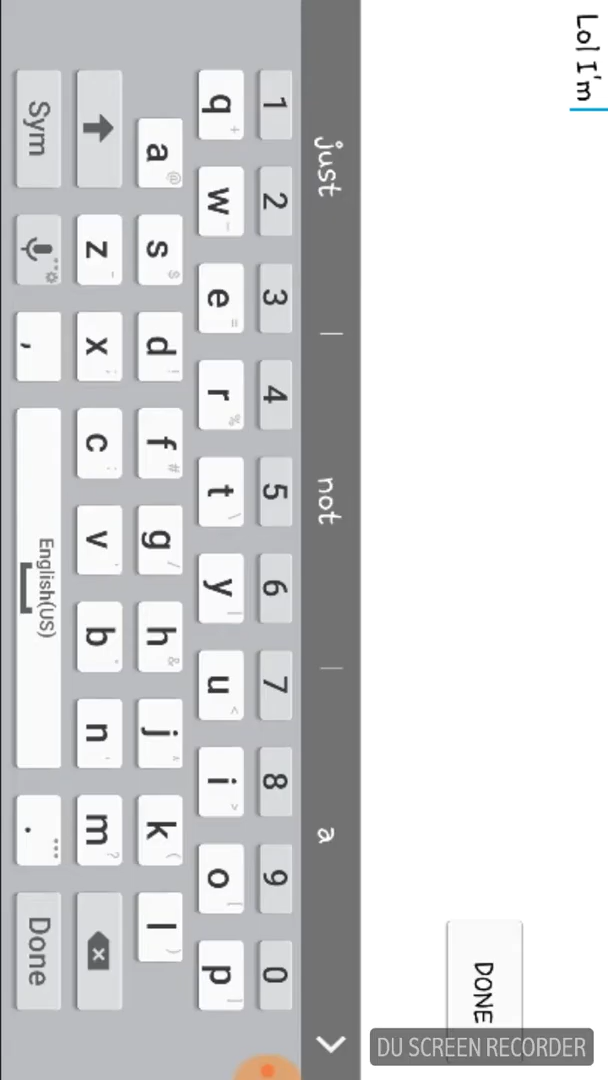 Lol I'm
DONE
just | not | a
1 2 3 4 5 6 7 8 9 0
q w e r t y u i o p
a s d f g h j k l
z x c v b n m
Sym , English(US) . Done
DU SCREEN RECORDER